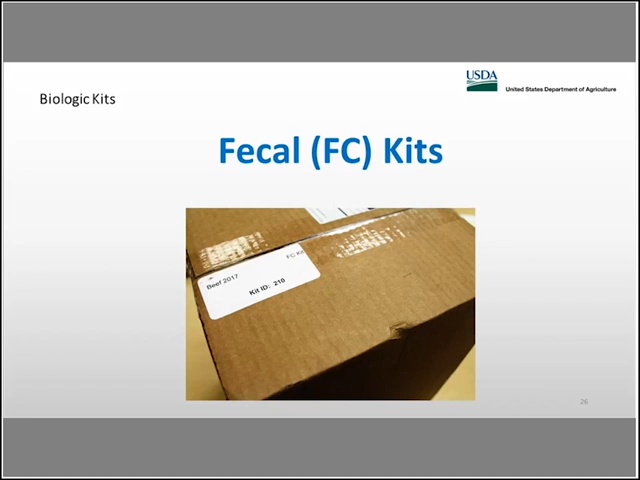 USDA
United States Department of Agriculture
Biologic Kits
Fecal (FC) Kits
FC Kit
Beef 2017
Kit ID: 210
26